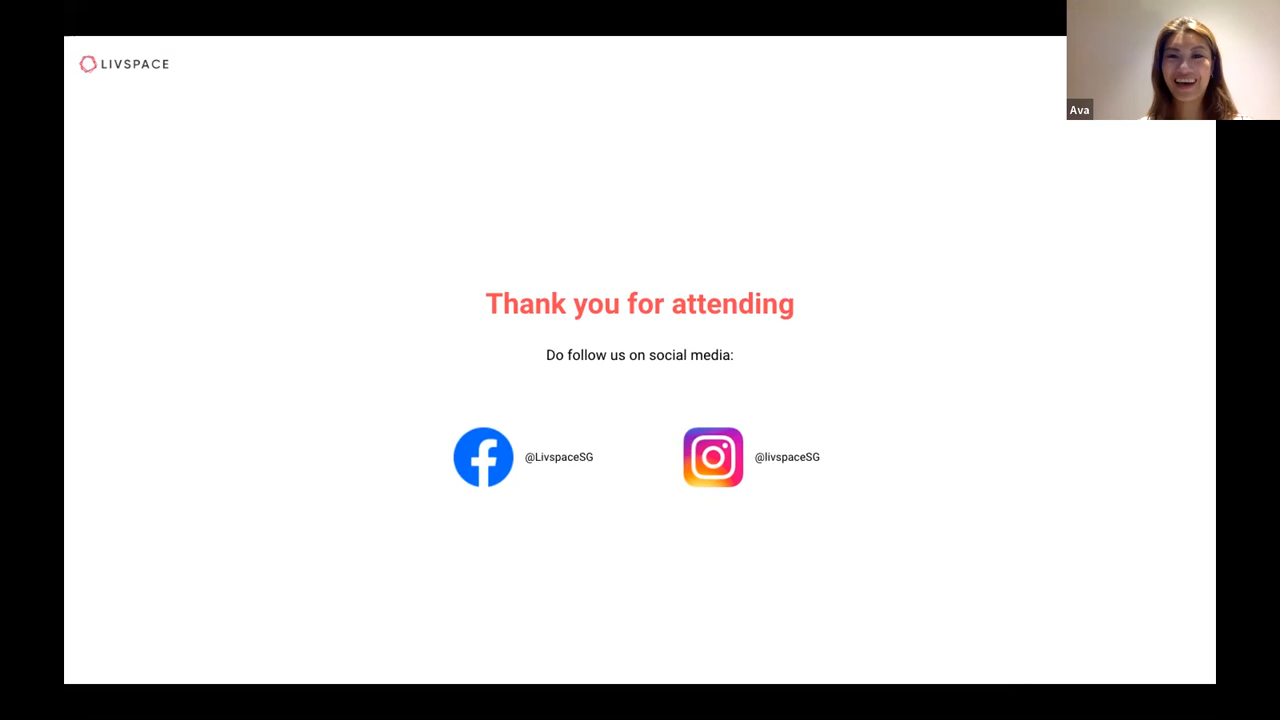 LIVSPACE
Ava
Thank you for attending
Do follow us on social media:
@LivspaceSG
@livspaceSG